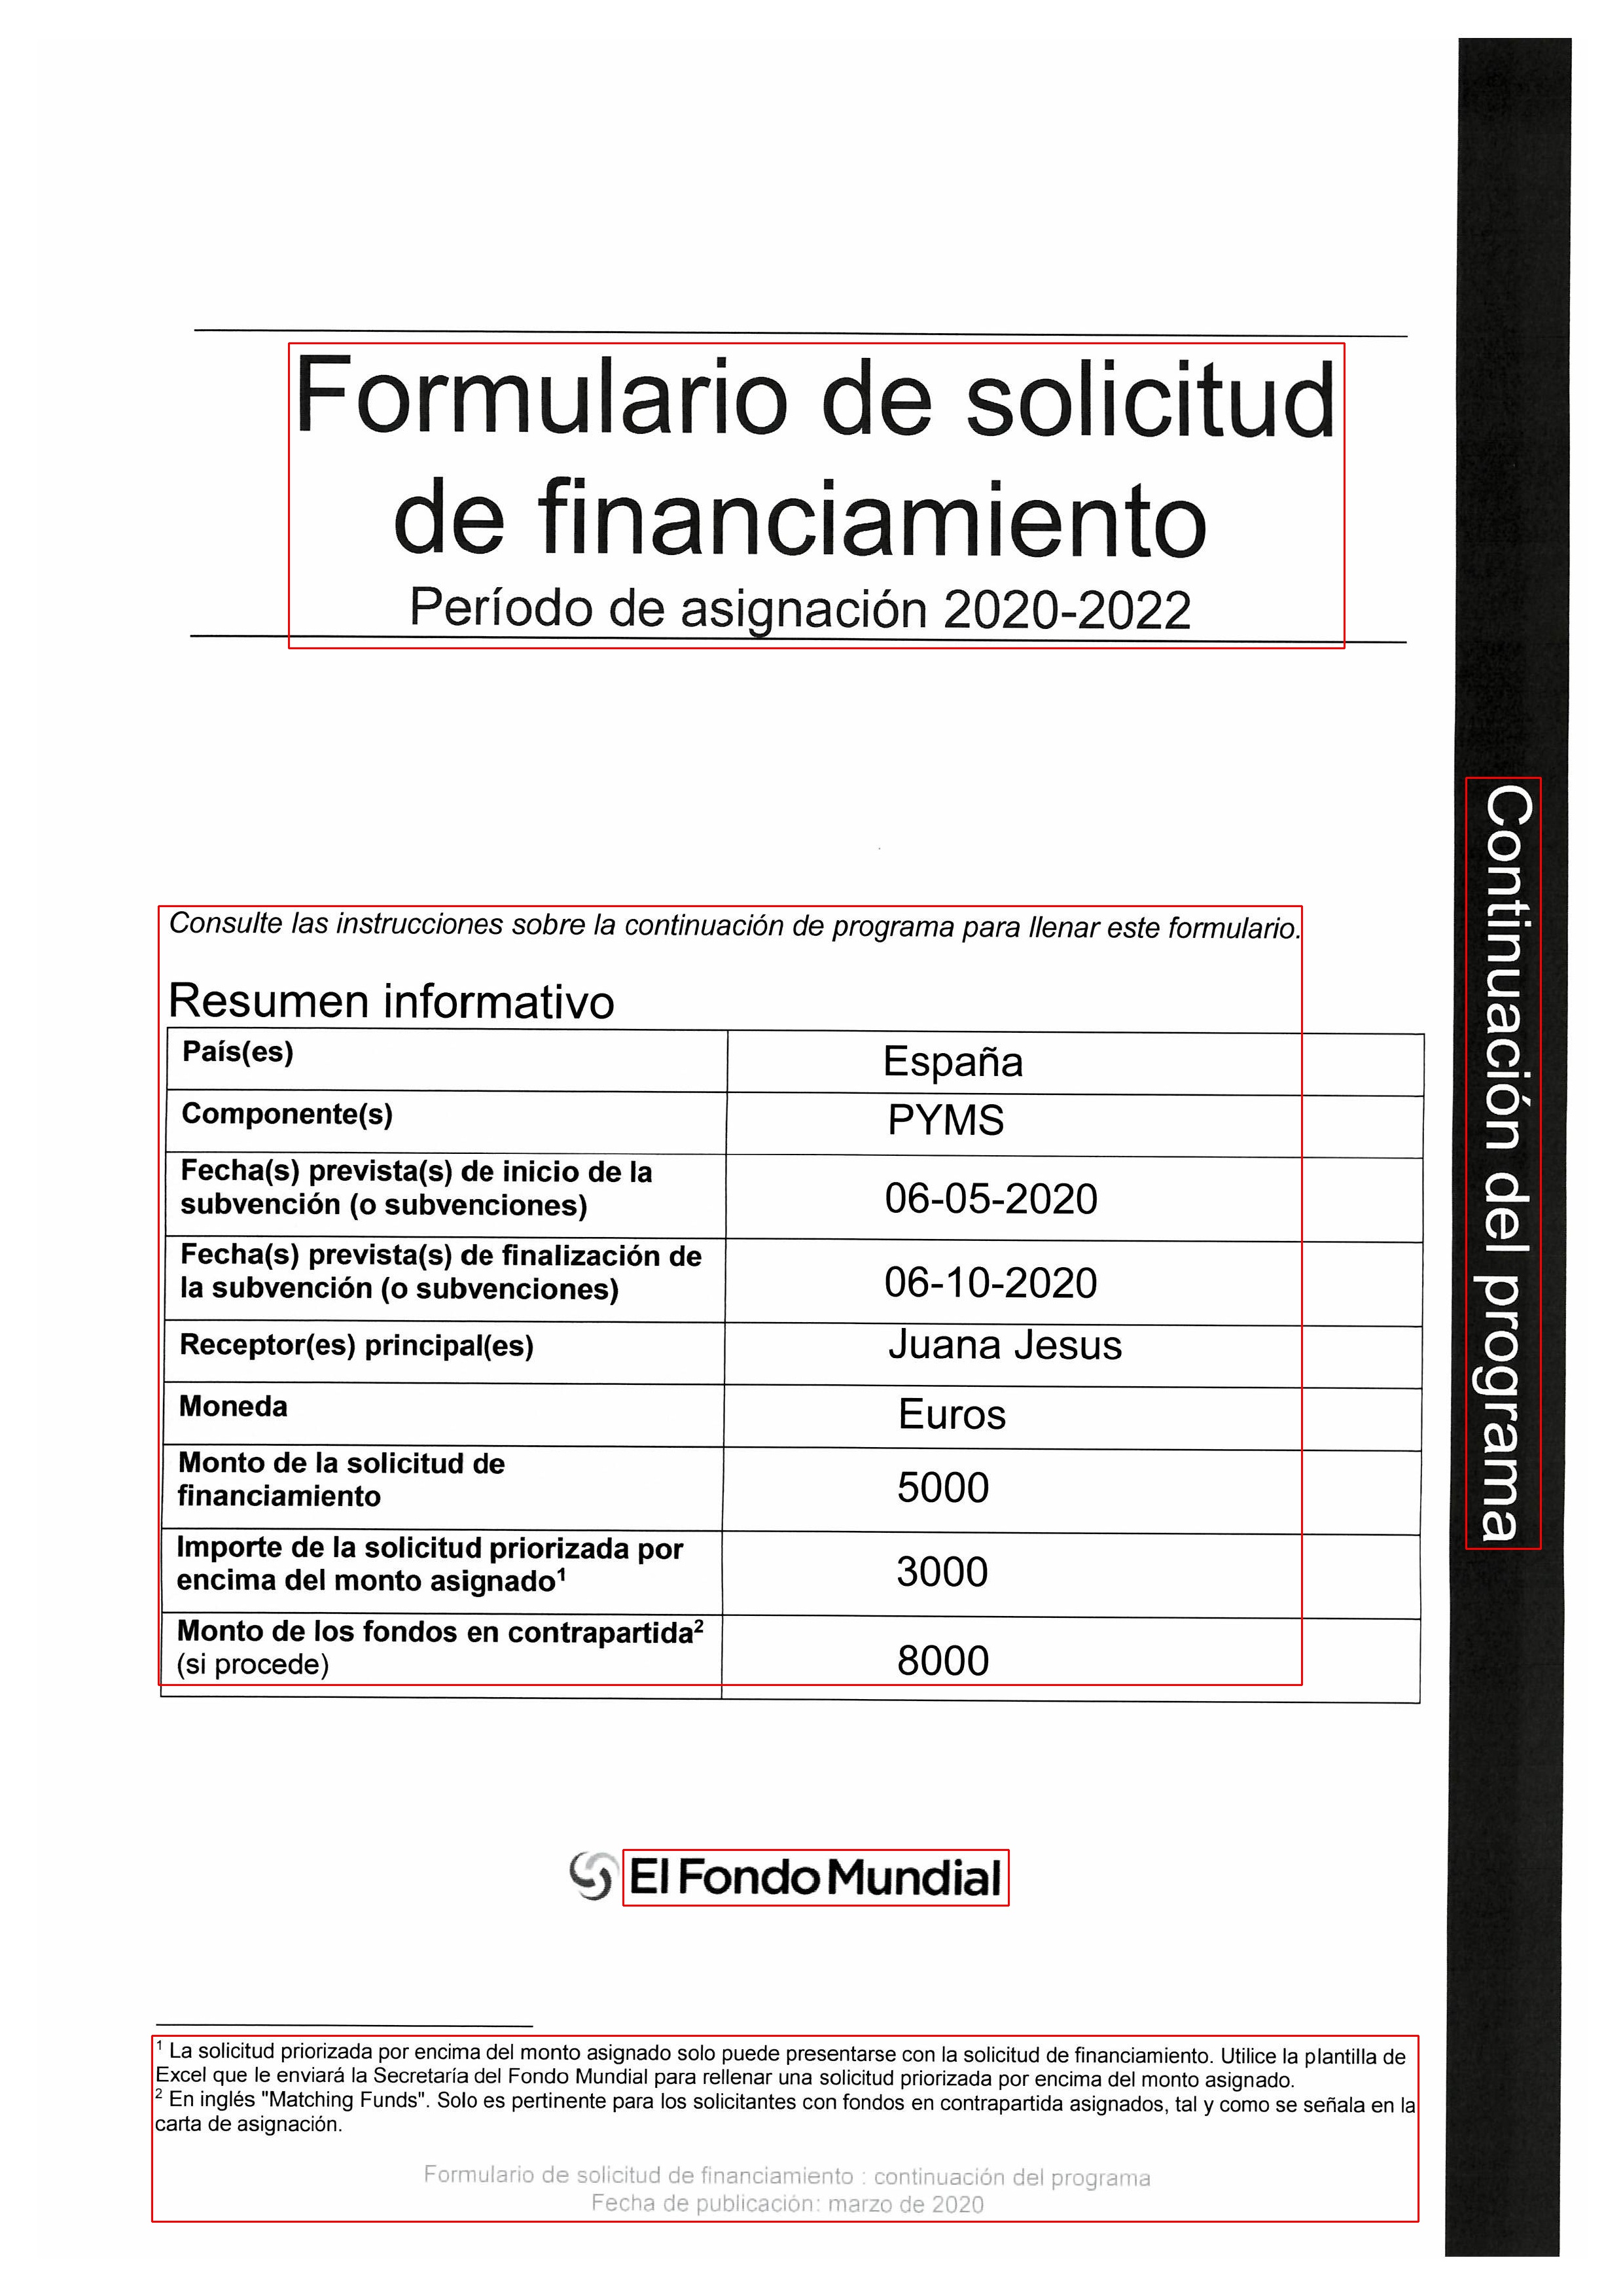 Formulario de solicitud
de financiamiento
Período de asignación 2020-2022
Continuación del programa
Consulte las instrucciones sobre la continuación de programa para llenar este formulario.
Resumen informativo
País(es) España
Componente(s) PYMS
Fecha(s) prevista(s) de inicio de la
subvención (o subvenciones) 06-05-2020
Fecha(s) prevista(s) de finalización de
la subvención (o subvenciones) 06-10-2020
Receptor(es) principal(es) Juana Jesus
Moneda Euros
Monto de la solicitud de
financiamiento 5000
Importe de la solicitud priorizada por
encima del monto asignado¹ 3000
Monto de los fondos en contrapartida²
(si procede) 8000
El Fondo Mundial
¹ La solicitud priorizada por encima del monto asignado solo puede presentarse con la solicitud de financiamiento. Utilice la plantilla de
Excel que le enviará la Secretaría del Fondo Mundial para rellenar una solicitud priorizada por encima del monto asignado.
² En inglés "Matching Funds". Solo es pertinente para los solicitantes con fondos en contrapartida asignados, tal y como se señala en la
carta de asignación.
Formulario de solicitud de financiamiento : continuación del programa
Fecha de publicación: marzo de 2020